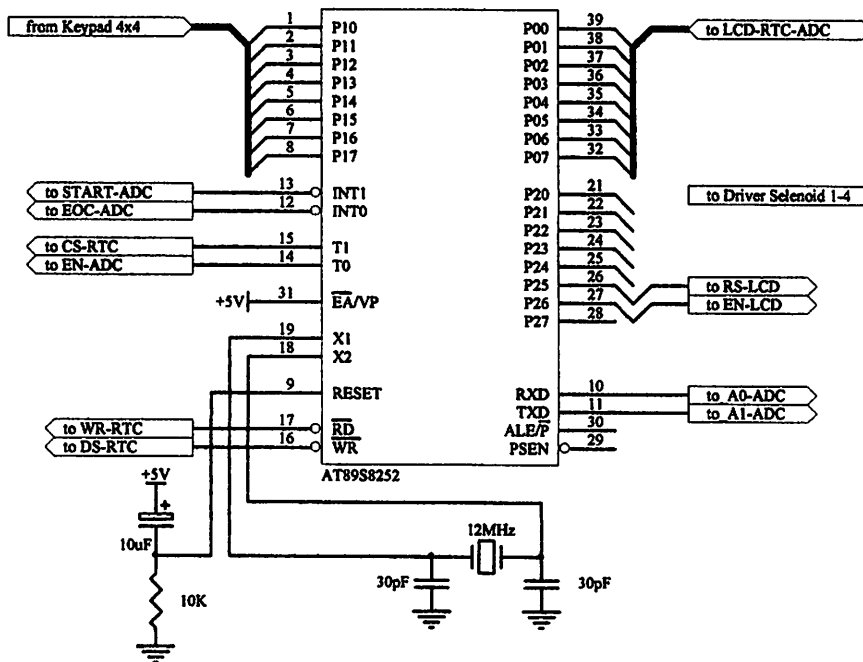 from Keypad 4x4
1 P10
2 P11
3 P12
4 P13
5 P14
6 P15
7 P16
8 P17
to START-ADC 13 INT1
to EOC-ADC 12 INT0
to CS-RTC 15 T1
to EN-ADC 14 T0
+5V 31 EA/VP
19 X1
18 X2
9 RESET
to WR-RTC 17 RD
to DS-RTC 16 WR
P00 39 to LCD-RTC-ADC
P01 38
P02 37
P03 36
P04 35
P05 34
P06 33
P07 32
P20 21 to Driver Selenoid 1-4
P21 22
P22 23
P23 24
P24 25
P25 26 to RS-LCD
P26 27 to EN-LCD
P27 28
RXD 10 to A0-ADC
TXD 11 to A1-ADC
ALE/P 30
PSEN 29
AT89S8252
+5V
+
10uF
10K
12MHz
30pF
30pF